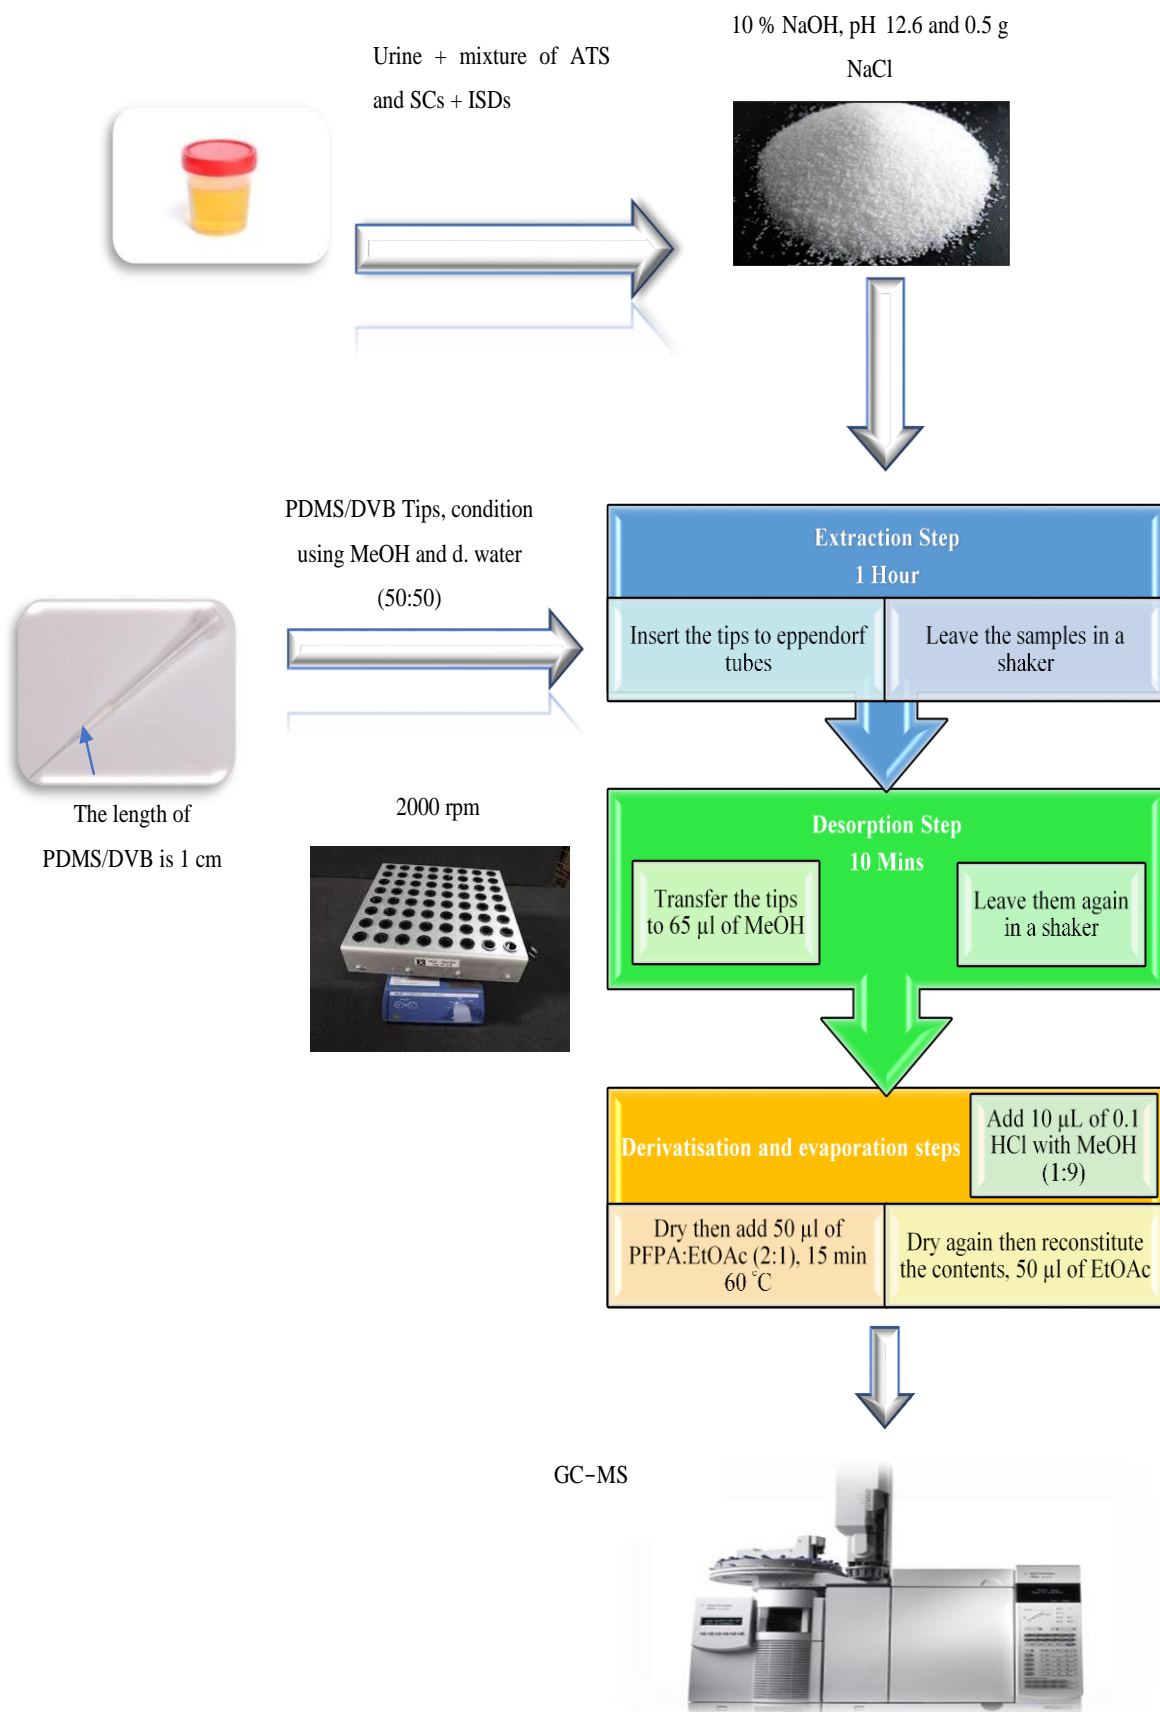 10 % NaOH, pH 12.6 and 0.5 g
NaCl
Urine + mixture of ATS
and SCs + ISDs
PDMS/DVB Tips, condition
using MeOH and d. water
(50:50)
Extraction Step
1 Hour
Insert the tips to eppendorf
tubes
Leave the samples in a
shaker
The length of
PDMS/DVB is 1 cm
2000 rpm
Desorption Step
10 Mins
Transfer the tips
to 65 µl of MeOH
Leave them again
in a shaker
Derivatisation and evaporation steps
Add 10 µL of 0.1
HCl with MeOH
(1:9)
Dry then add 50 µl of
PFPA:EtOAc (2:1), 15 min
60 °C
Dry again then reconstitute
the contents, 50 µl of EtOAc
GC-MS